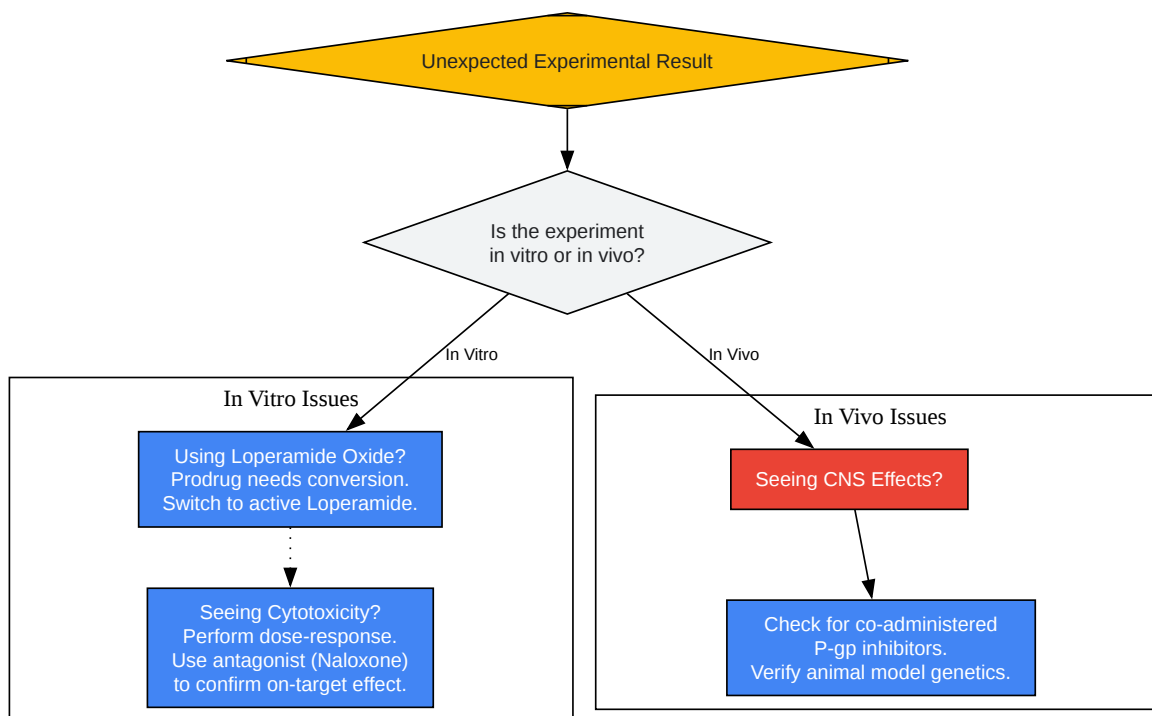 Unexpected Experimental Result
Is the experiment
in vitro or in vivo?
In Vitro
In Vivo
In Vitro Issues
Using Loperamide Oxide?
Prodrug needs conversion.
Switch to active Loperamide.
Seeing Cytotoxicity?
Perform dose-response.
Use antagonist (Naloxone)
to confirm on-target effect.
In Vivo Issues
Seeing CNS Effects?
Check for co-administered
P-gp inhibitors.
Verify animal model genetics.